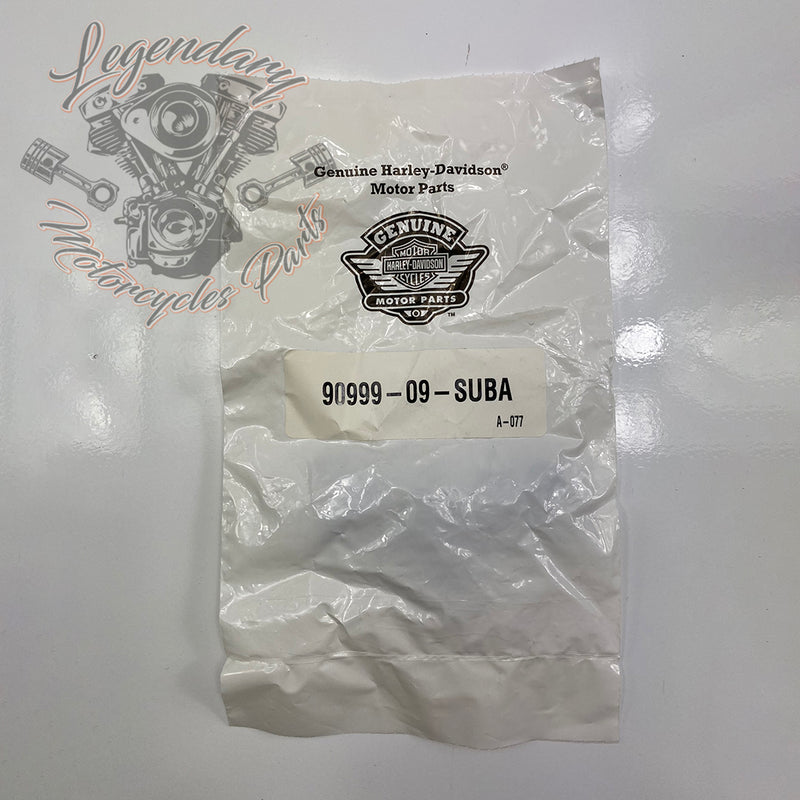 Legendary
Motorcycles Parts
Genuine Harley-Davidson®
Motor Parts
GENUINE
MOTOR
HARLEY-DAVIDSON
CYCLES
MOTOR PARTS
™
90999-09-SUBA
A-077